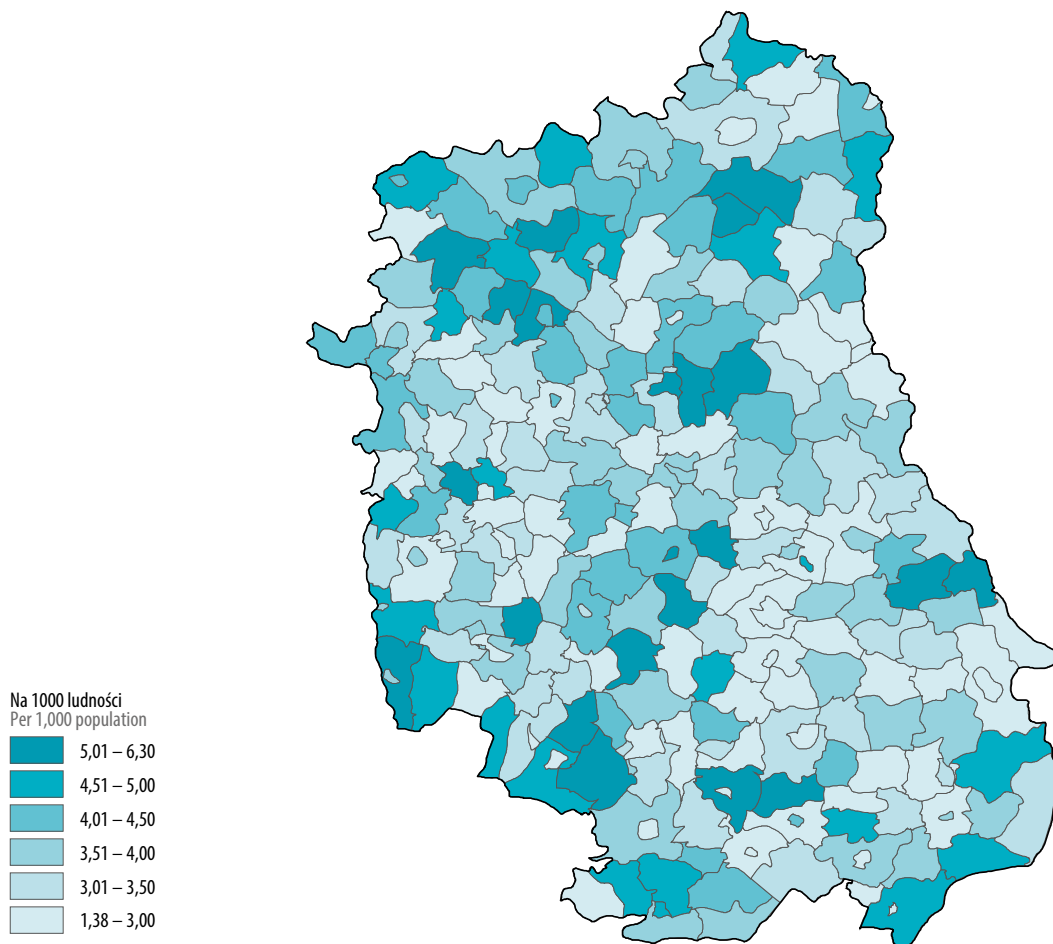 Na 1000 ludności
Per 1,000 population
5,01 – 6,30
4,51 – 5,00
4,01 – 4,50
3,51 – 4,00
3,01 – 3,50
1,38 – 3,00